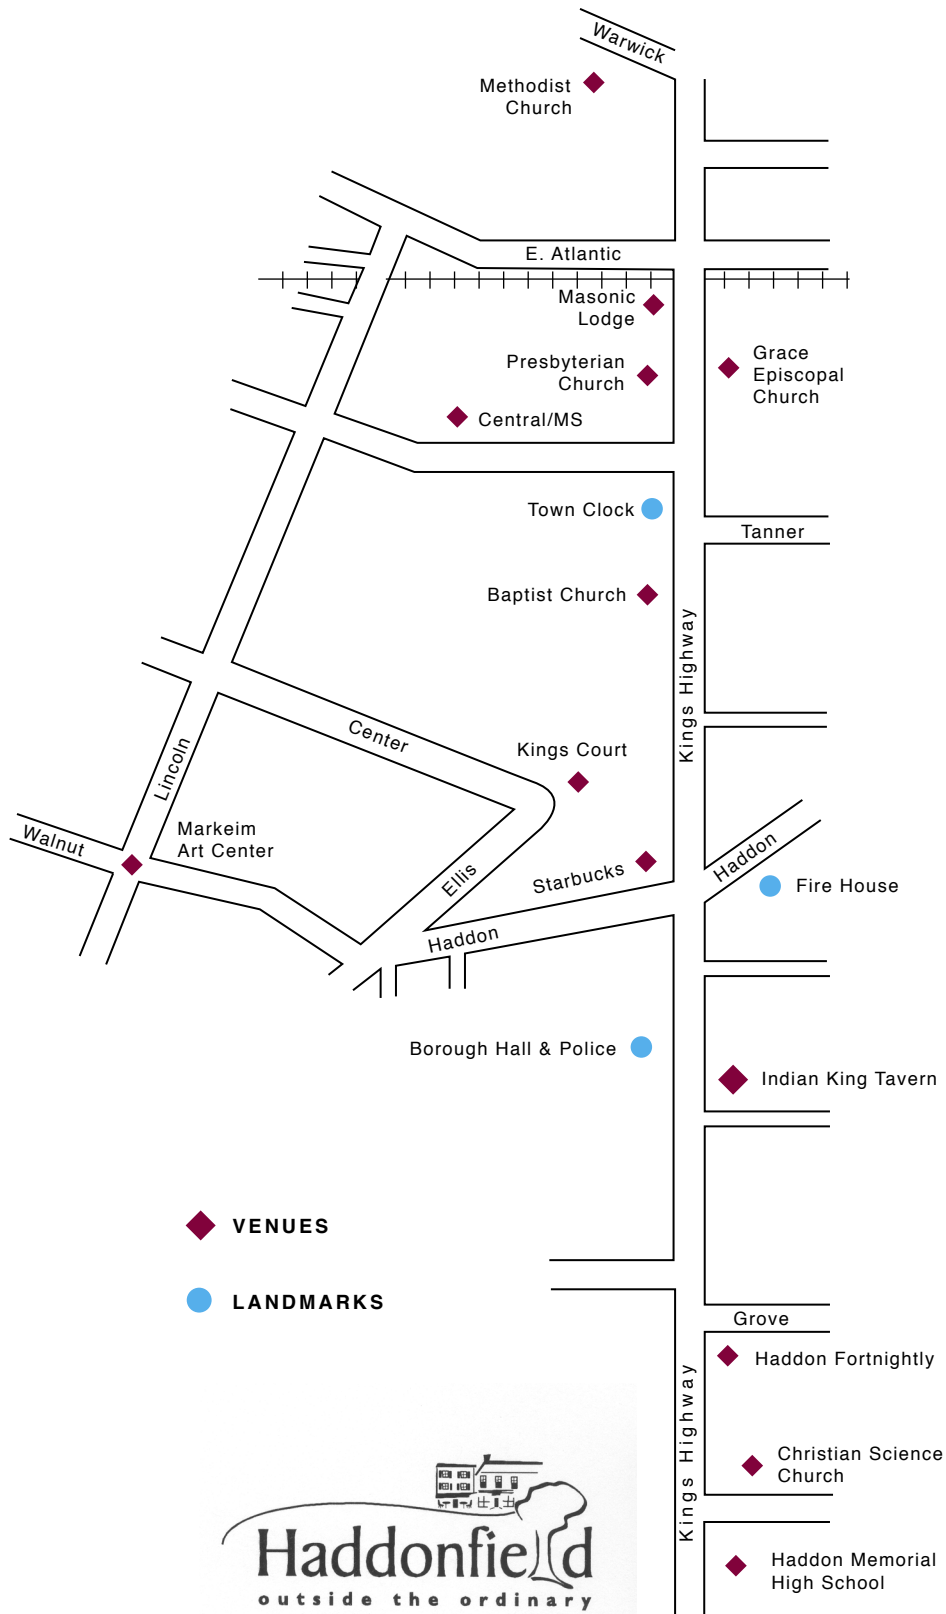 Warwick
Methodist
Church
E. Atlantic
Masonic
Lodge
Presbyterian
Church
Grace
Episcopal
Church
Central/MS
Town Clock
Tanner
Baptist Church
Kings Highway
Center
Kings Court
Lincoln
Walnut
Markeim
Art Center
Ellis
Starbucks
Haddon
Fire House
Haddon
Borough Hall & Police
Indian King Tavern
VENUES
LANDMARKS
Grove
Haddon Fortnightly
Kings Highway
Christian Science
Church
Haddon Memorial
High School
Haddonfield
outside the ordinary